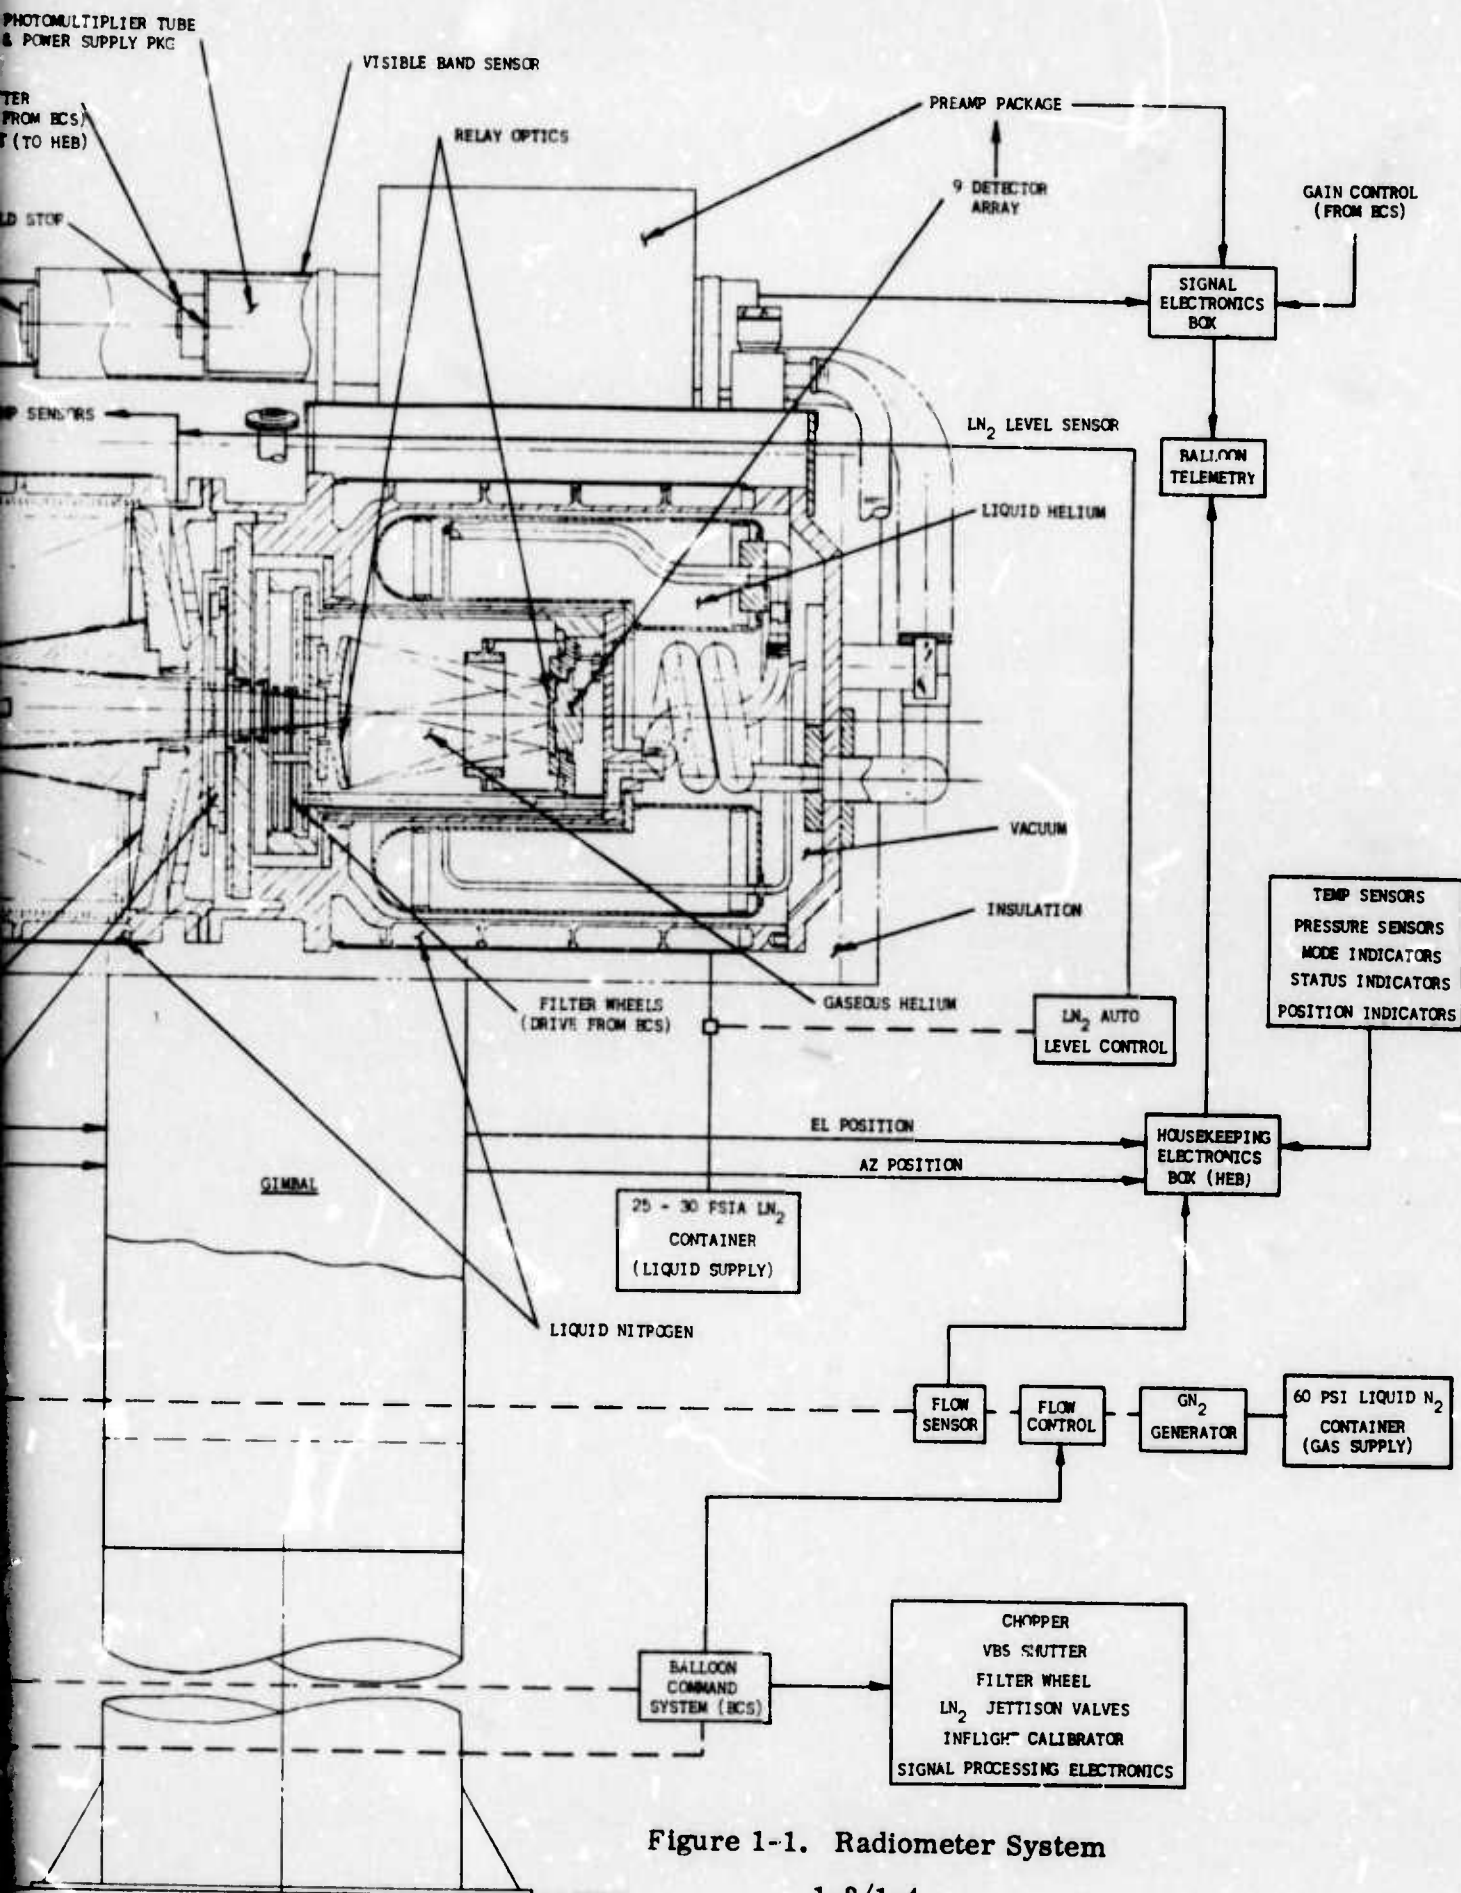 PHOTOMULTIPLIER TUBE
& POWER SUPPLY PKG
VISIBLE BAND SENSOR
FROM BCS)
(TO HEB)
RELAY OPTICS
PREAMP PACKAGE
9 DETECTOR
ARRAY
GAIN CONTROL
(FROM BCS)
STOP
SIGNAL
ELECTRONICS
BOX
SENSORS
LN2 LEVEL SENSOR
BALLOON
TELEMETRY
LIQUID HELIUM
VACUUM
INSULATION
TEMP SENSORS
PRESSURE SENSORS
MODE INDICATORS
STATUS INDICATORS
POSITION INDICATORS
FILTER WHEELS
(DRIVE FROM BCS)
GASEOUS HELIUM
LN2 AUTO
LEVEL CONTROL
EL POSITION
AZ POSITION
HOUSEKEEPING
ELECTRONICS
BOX (HEB)
GIMBAL
25 - 30 PSIA LN2
CONTAINER
(LIQUID SUPPLY)
LIQUID NITROGEN
FLOW
SENSOR
FLOW
CONTROL
GN2
GENERATOR
60 PSI LIQUID N2
CONTAINER
(GAS SUPPLY)
BALLOON
COMMAND
SYSTEM (BCS)
CHOPPER
VBS SHUTTER
FILTER WHEEL
LN2 JETTISON VALVES
INFLIGHT CALIBRATOR
SIGNAL PROCESSING ELECTRONICS
Figure 1-1. Radiometer System